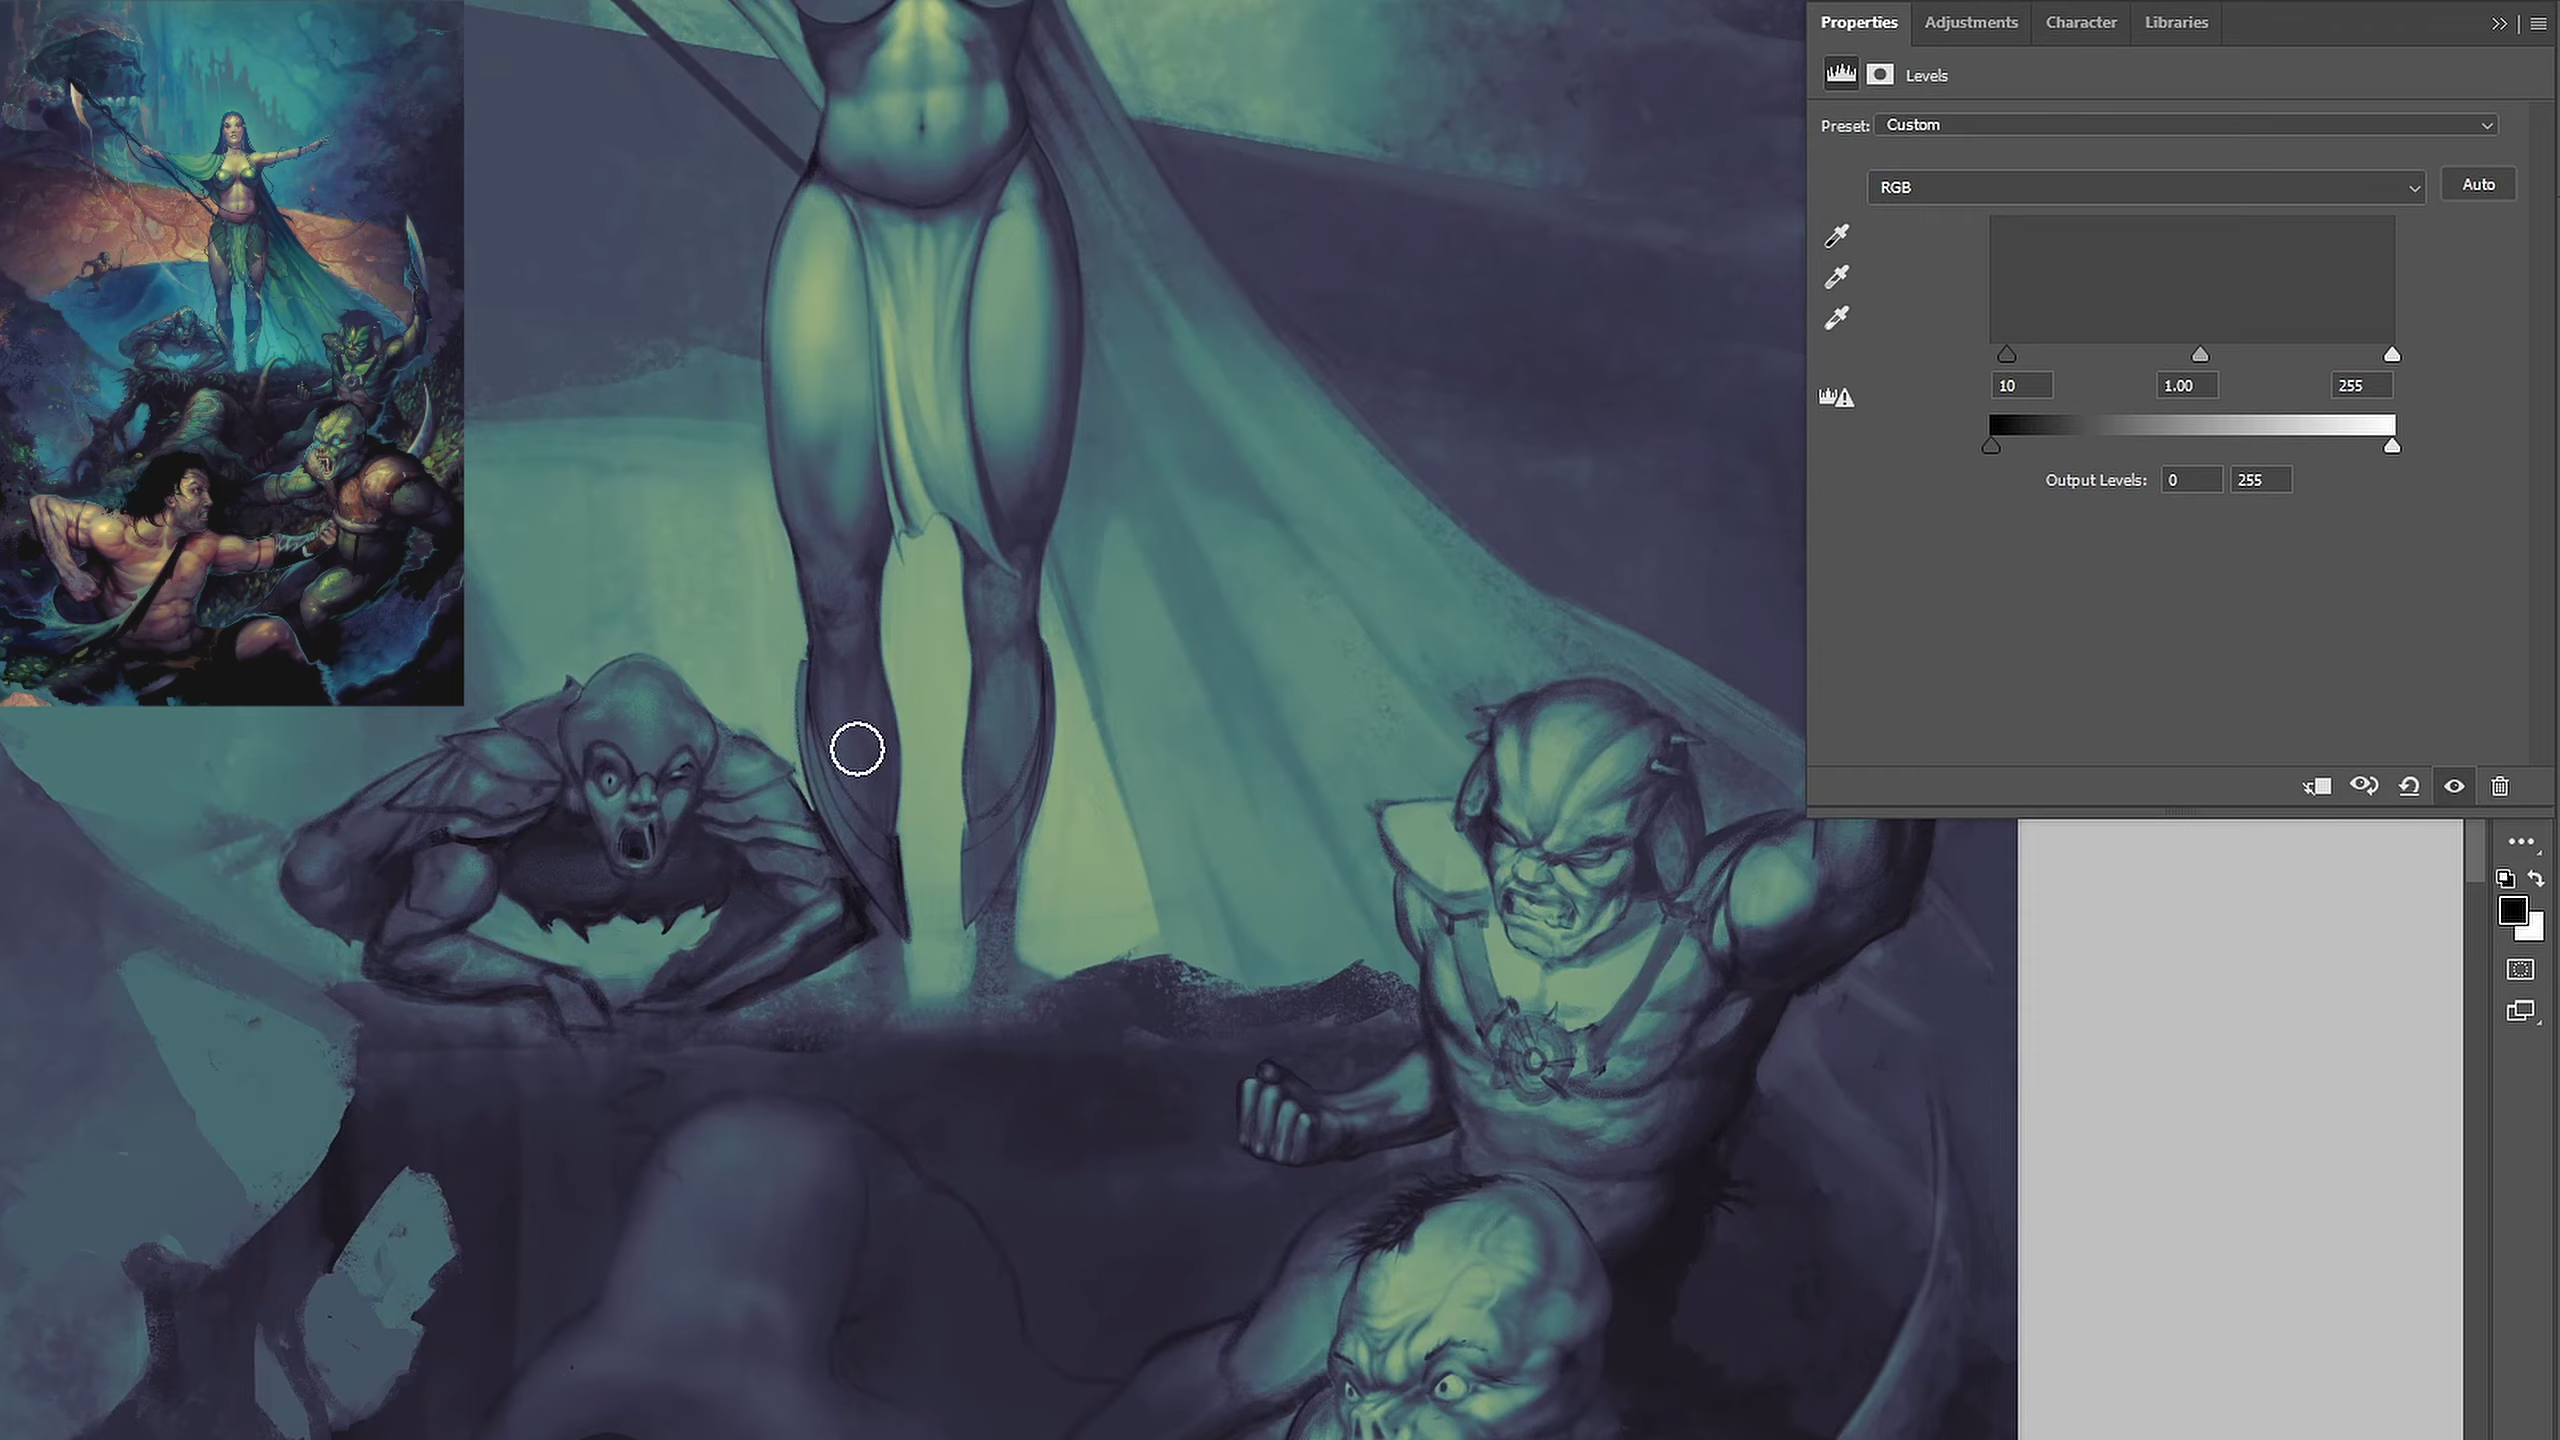 Properties Adjustments Character Libraries
Levels
Preset: Custom
RGB Auto
10 1.00 255
Output Levels: 0 255